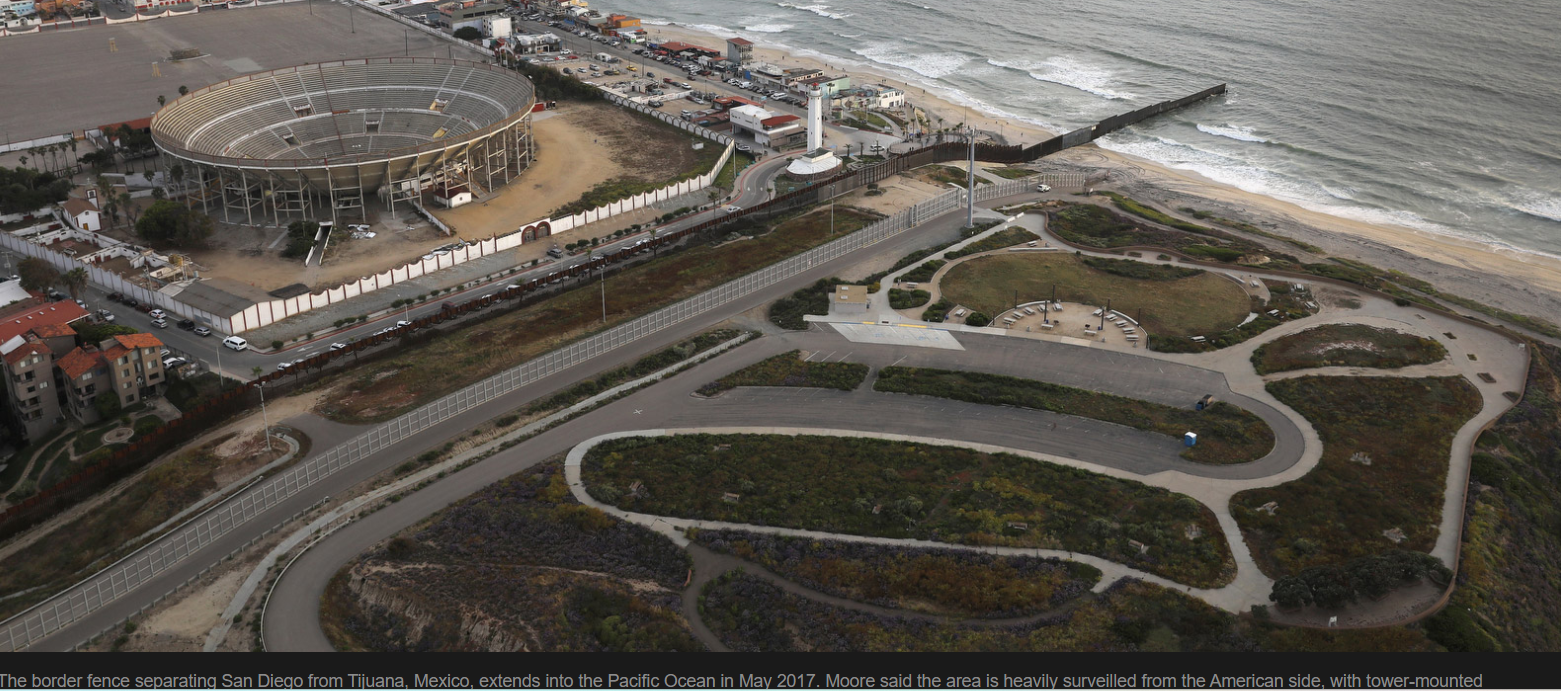 The border fence separating San Diego from Tijuana, Mexico, extends into the Pacific Ocean in May 2017. Moore said the area is heavily surveilled from the American side, with tower-mounted